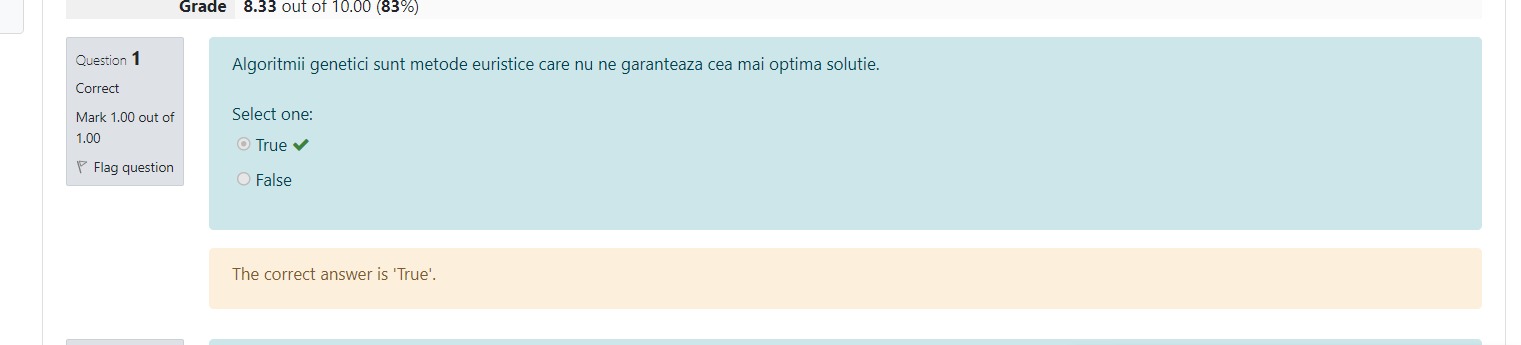 Grade 8.33 out of 10.00 (83%)
Question 1
Correct
Mark 1.00 out of
1.00
Flag question
Algoritmii genetici sunt metode euristice care nu ne garanteaza cea mai optima solutie.
Select one:
True
False
The correct answer is 'True'.